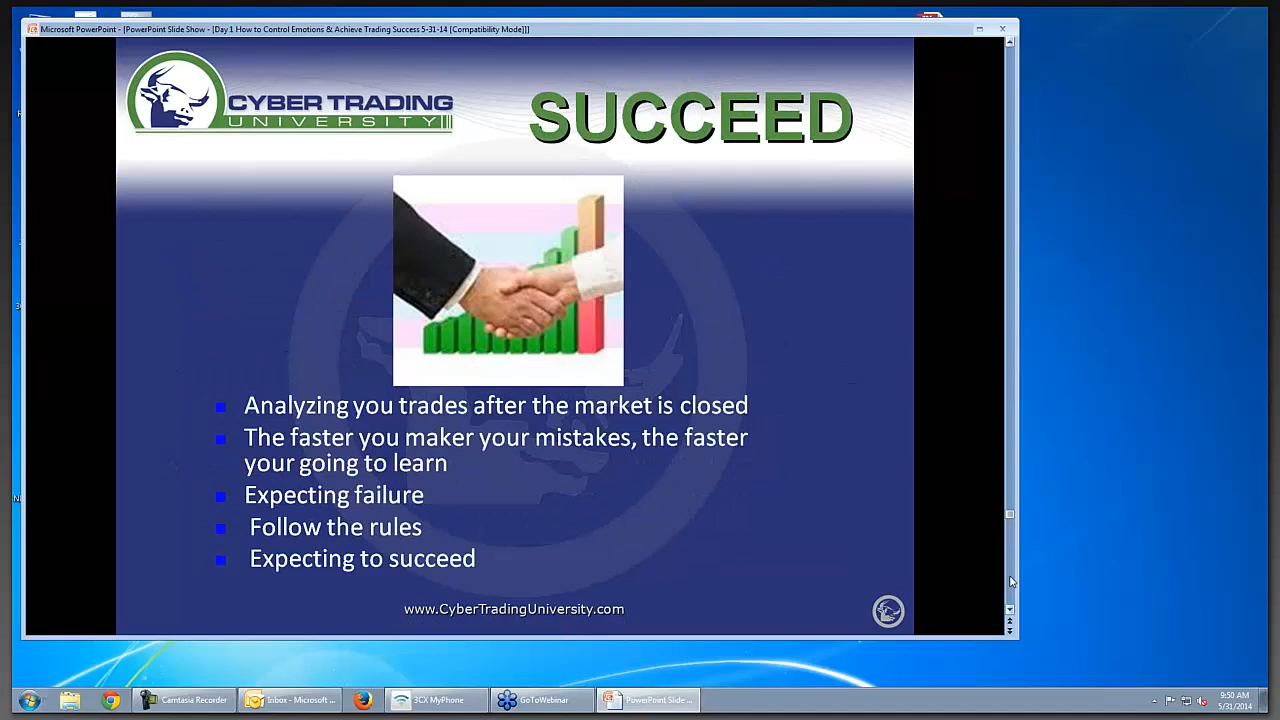 Microsoft PowerPoint - [PowerPoint Slide Show - [Day 1 How to Control Emotions & Achieve Trading Success 5-31-14 [Compatibility Mode]]]
CYBER TRADING
UNIVERSITY
SUCCEED
Analyzing you trades after the market is closed
The faster you maker your mistakes, the faster
your going to learn
Expecting failure
Follow the rules
Expecting to succeed
www.CyberTradingUniversity.com
Camtasia Recorder
Inbox - Microsoft ...
3CX MyPhone
GoToWebinar
PowerPoint Slide ...
9:50 AM
5/31/2014